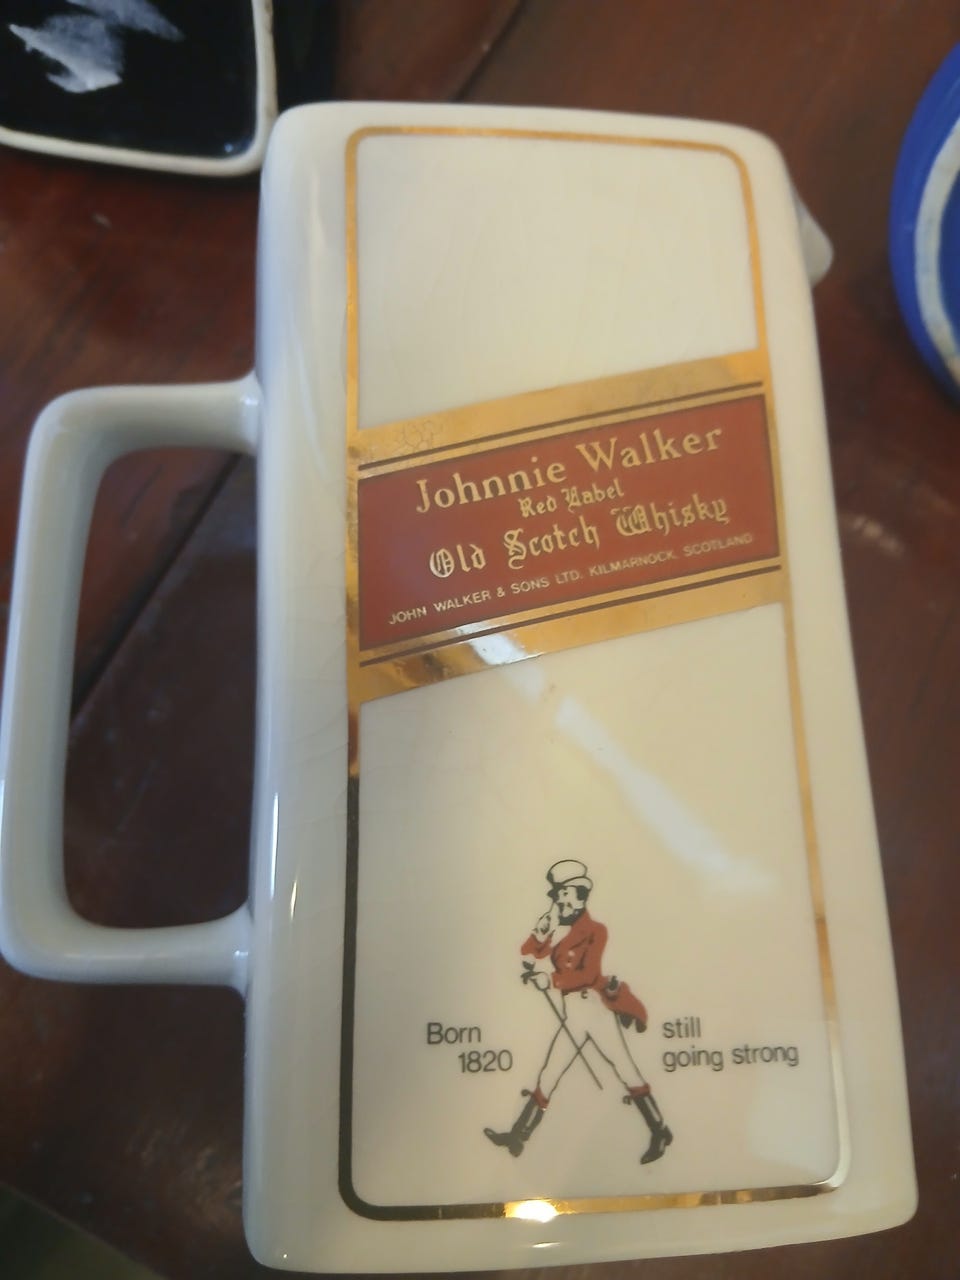 Johnnie Walker
Red Label
Old Scotch Whisky
JOHN WALKER & SONS LTD. KILMARNOCK. SCOTLAND
Born
1820
still
going strong